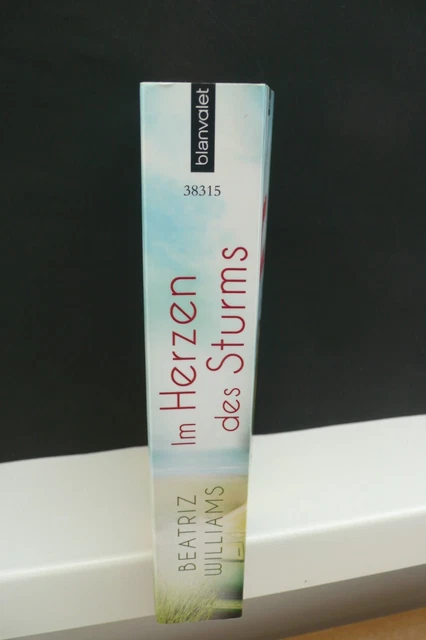 blanvalet
38315
Im Herzen
des Sturms
BEATRIZ
WILLIAMS